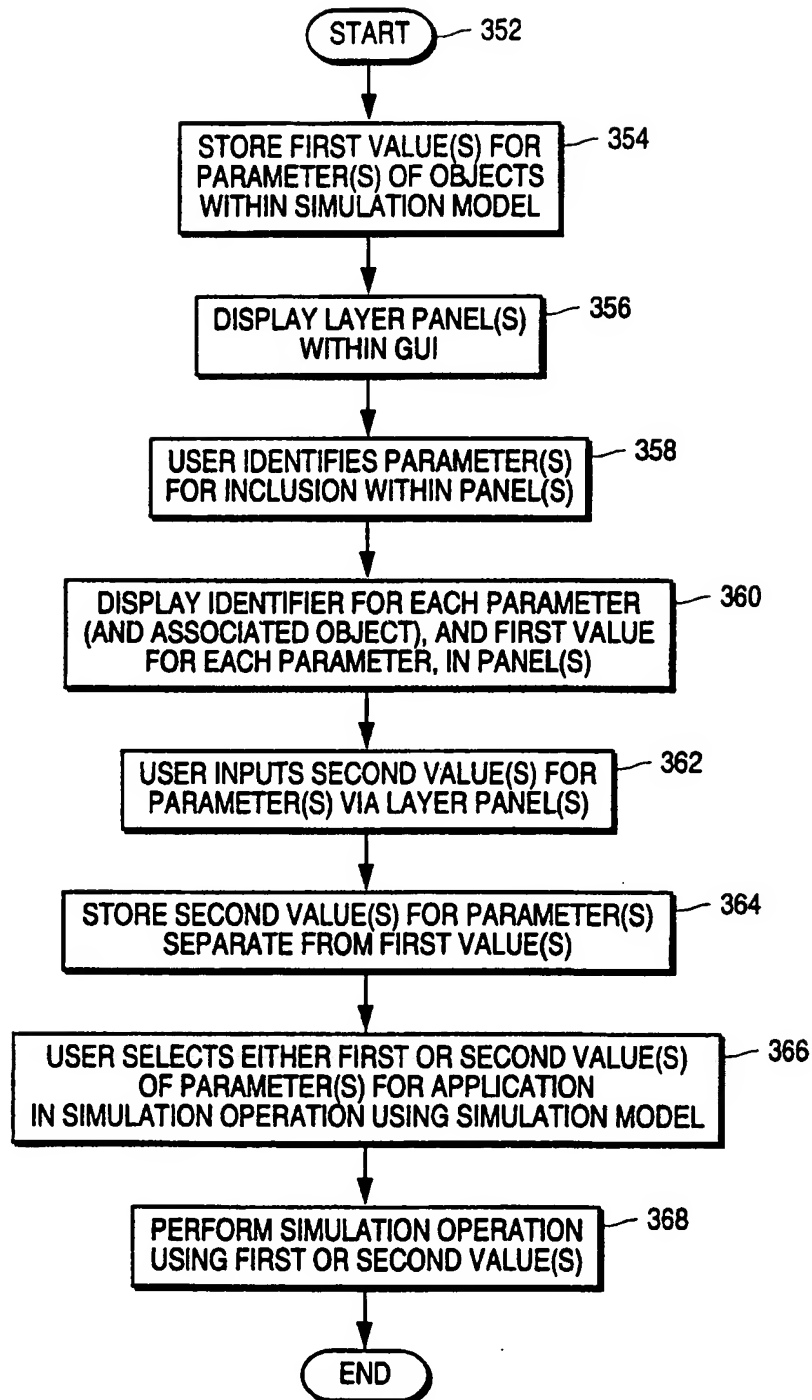 START
352
STORE FIRST VALUE(S) FOR
PARAMETER(S) OF OBJECTS
WITHIN SIMULATION MODEL
354
DISPLAY LAYER PANEL(S)
WITHIN GUI
356
USER IDENTIFIES PARAMETER(S)
FOR INCLUSION WITHIN PANEL(S)
358
DISPLAY IDENTIFIER FOR EACH PARAMETER
(AND ASSOCIATED OBJECT), AND FIRST VALUE
FOR EACH PARAMETER, IN PANEL(S)
360
USER INPUTS SECOND VALUE(S) FOR
PARAMETER(S) VIA LAYER PANEL(S)
362
STORE SECOND VALUE(S) FOR PARAMETER(S)
SEPARATE FROM FIRST VALUE(S)
364
USER SELECTS EITHER FIRST OR SECOND VALUE(S)
OF PARAMETER(S) FOR APPLICATION
IN SIMULATION OPERATION USING SIMULATION MODEL
366
PERFORM SIMULATION OPERATION
USING FIRST OR SECOND VALUE(S)
368
END